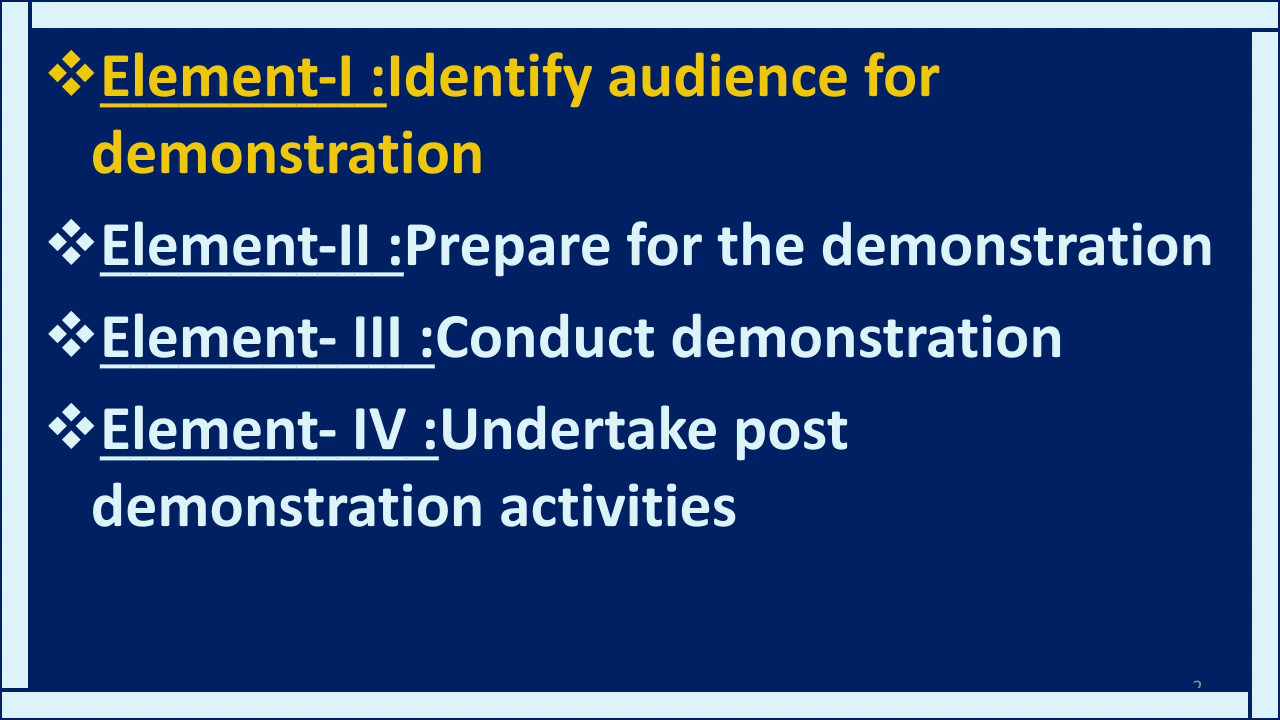 ❖Element-I :Identify audience for
demonstration
❖Element-II :Prepare for the demonstration
❖Element- III :Conduct demonstration
❖Element- IV :Undertake post
demonstration activities